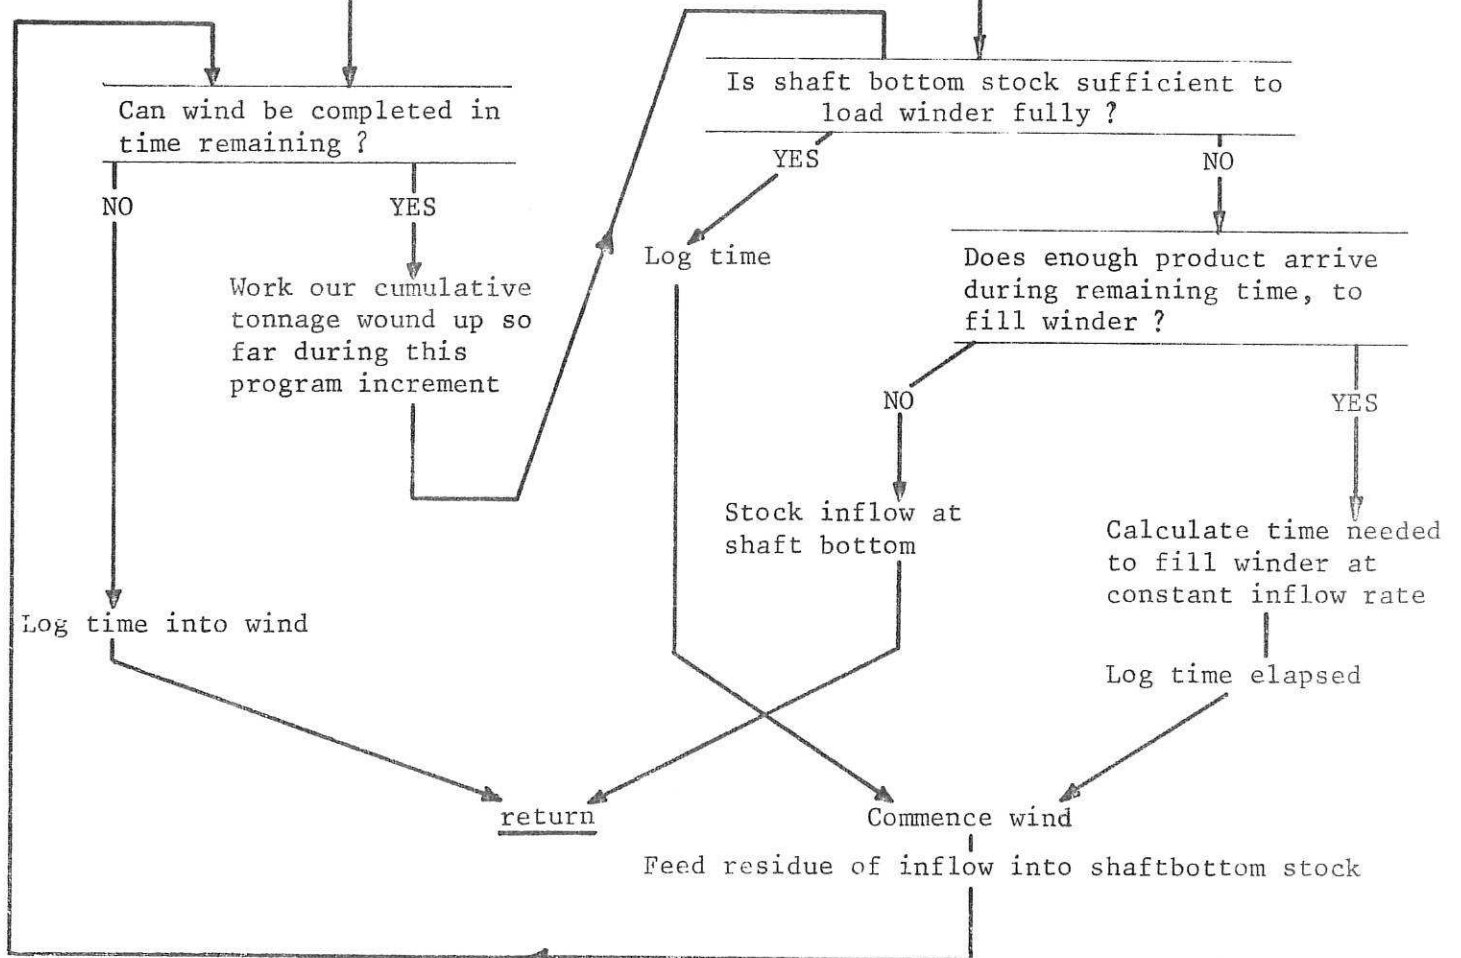 Can wind be completed in
time remaining ?
NO
YES
Work our cumulative
tonnage wound up so
far during this
program increment
Log time into wind
Is shaft bottom stock sufficient to
load winder fully ?
YES
NO
Log time
Does enough product arrive
during remaining time, to
fill winder ?
NO
YES
Stock inflow at
shaft bottom
Calculate time needed
to fill winder at
constant inflow rate
Log time elapsed
return
Commence wind
Feed residue of inflow into shaftbottom stock